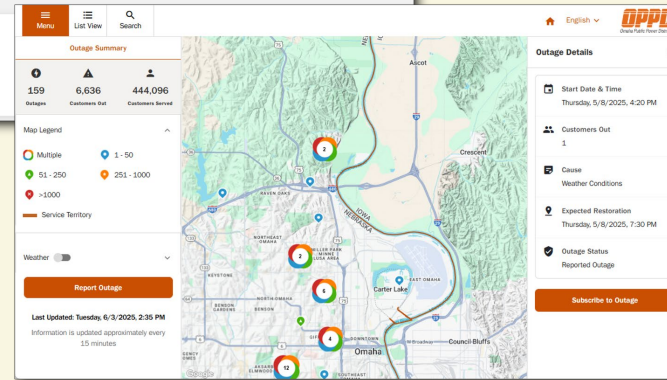 Menu
List View
Search
English
OPPD
Omaha Public Power District
Outage Summary
159
6,636
444,096
Outages
Customers Out
Customers Served
Map Legend
Multiple
1 - 50
51 - 250
251 - 1000
>1000
Service Territory
Weather
Report Outage
Last Updated: Tuesday, 6/3/2025, 2:35 PM
Information is updated approximately every
15 minutes
Ascot
Crescent
2
RAVEN OAKS
IOWA
NEBRASKA
NORTHEAST
OMAHA
MILLER PARK
MINNE
LUSA AREA
2
KEYSTONE
EAST OMAHA
Carter Lake
6
NORTH OMAHA
BENSON
GARDENS
BENSON
4
DOWNTOWN
W Broadway
Council Bluffs
Omaha
AKSARBEN
ELMWOOD
12
SOUTHEAST
Google
Outage Details
Start Date & Time
Thursday, 5/8/2025, 4:20 PM
Customers Out
1
Cause
Weather Conditions
Expected Restoration
Thursday, 5/8/2025, 7:30 PM
Outage Status
Reported Outage
Subscribe to Outage